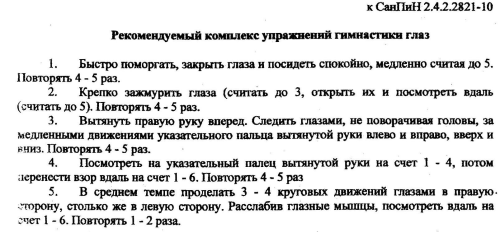 к СанПиН 2.4.2.2821-10
Рекомендуемый комплекс упражнений гимнастики глаз
1. Быстро поморгать, закрыть глаза и посидеть спокойно, медленно считая до 5.
Повторять 4 - 5 раз.
2. Крепко зажмурить глаза (считать до 3, открыть их и посмотреть вдаль
(считать до 5). Повторять 4 - 5 раз.
3. Вытянуть правую руку вперед. Следить глазами, не поворачивая головы, за
медленными движениями указательного пальца вытянутой руки влево и вправо, вверх и
вниз. Повторять 4 - 5 раз.
4. Посмотреть на указательный палец вытянутой руки на счет 1 - 4, потом
перенести взор вдаль на счет 1 - 6. Повторять 4 - 5 раз
5. В среднем темпе проделать 3 - 4 круговых движений глазами в правую
сторону, столько же в левую сторону. Расслабив глазные мышцы, посмотреть вдаль на
счет 1 - 6. Повторять 1 - 2 раза.